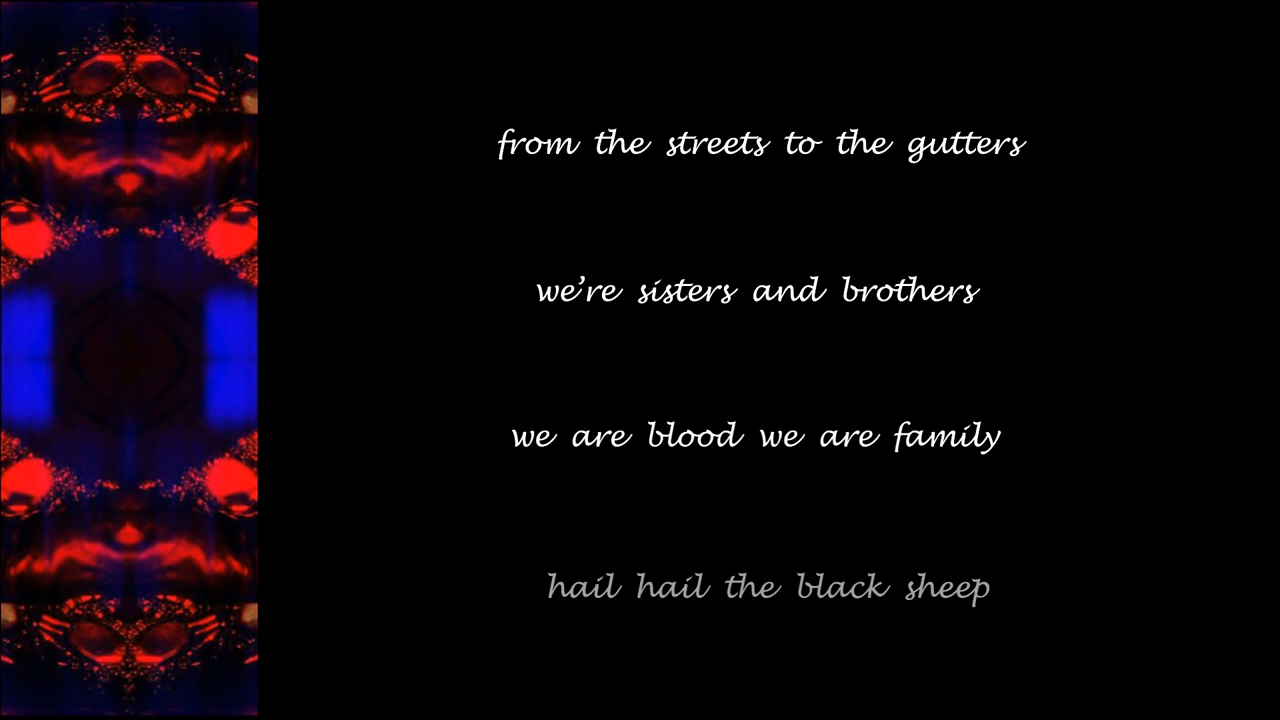 from the streets to the gutters
we're sisters and brothers
we are blood we are family
hail hail the black sheep